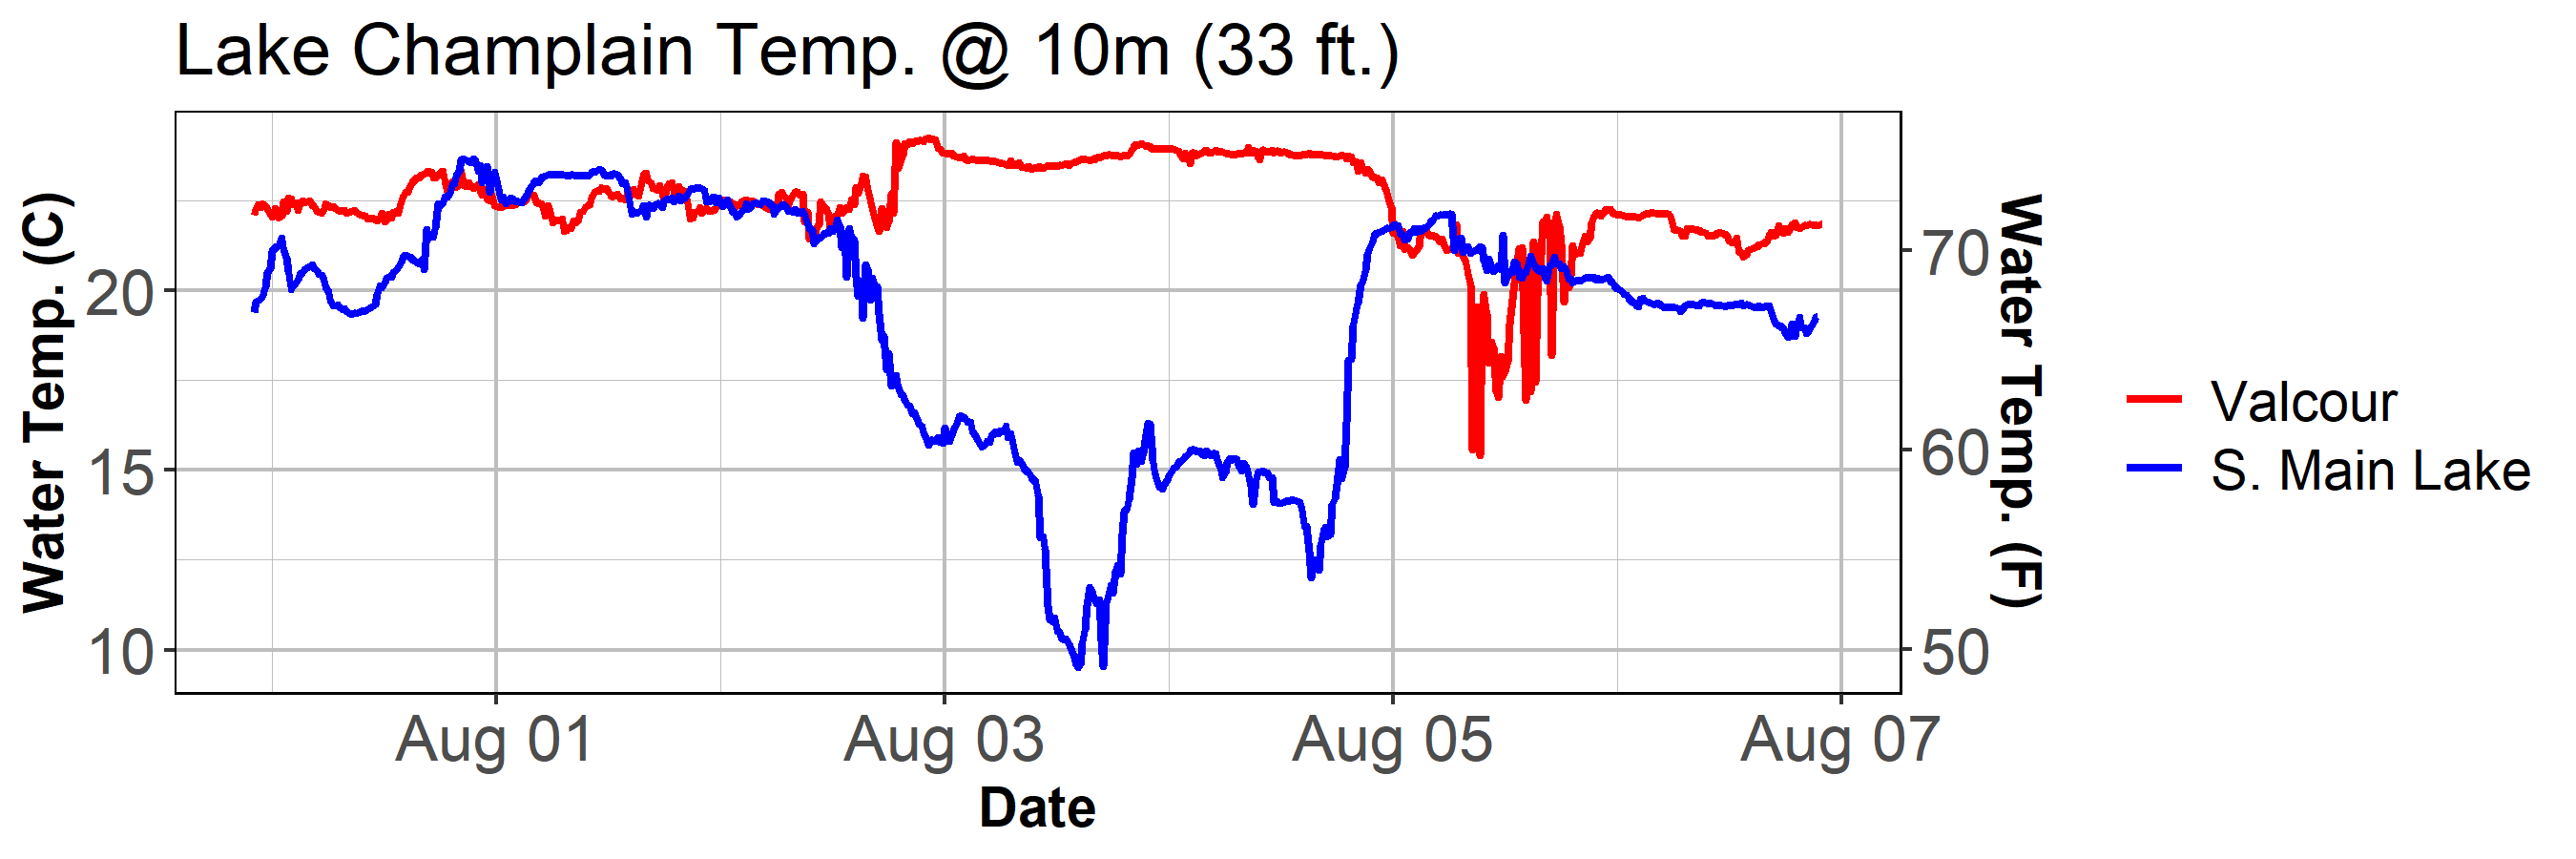 Lake Champlain Temp. @ 10m (33 ft.)
Water Temp. (C)
20
15
10
70
60
50
Water Temp. (F)
Aug 01
Aug 03
Aug 05
Aug 07
Date
Valcour
S. Main Lake